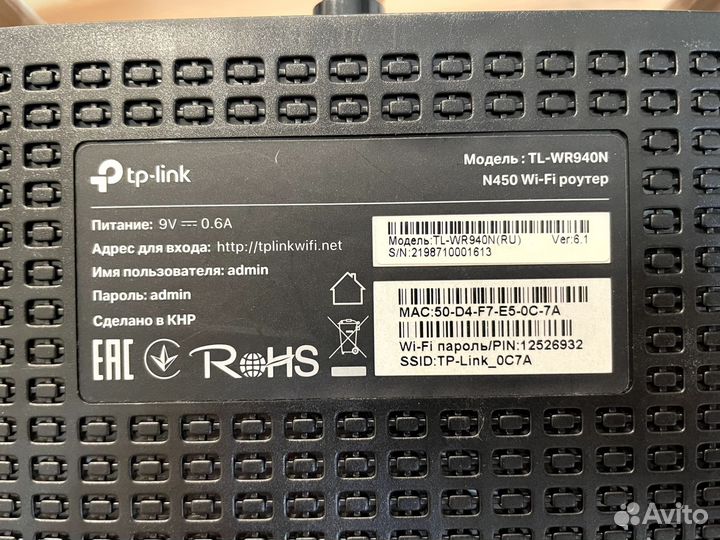 tp-link
Модель : TL-WR940N
N450 Wi-Fi роутер
Питание: 9V 0.6A
Адрес для входа: http://tplinkwifi.net
Имя пользователя: admin
Пароль: admin
Сделано в КНР
Модель:TL-WR940N(RU) Ver:6.1
S/N:2198710001613
MAC:50-D4-F7-E5-0C-7A
Wi-Fi пароль/PIN:12526932
SSID:TP-Link_0C7A
EAC
RoHS
Avito